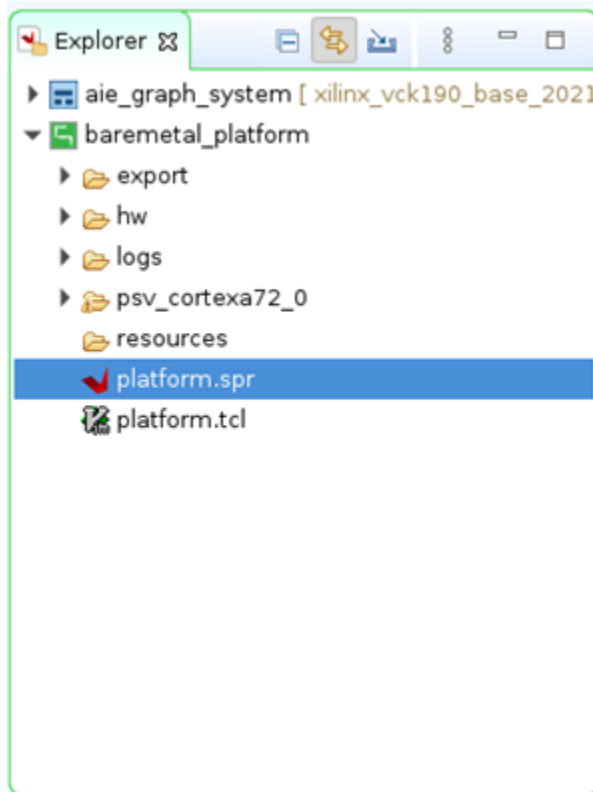 Explorer
aie_graph_system [ xilinx_vck190_base_2021
baremetal_platform
export
hw
logs
psv_cortexa72_0
resources
platform.spr
platform.tcl